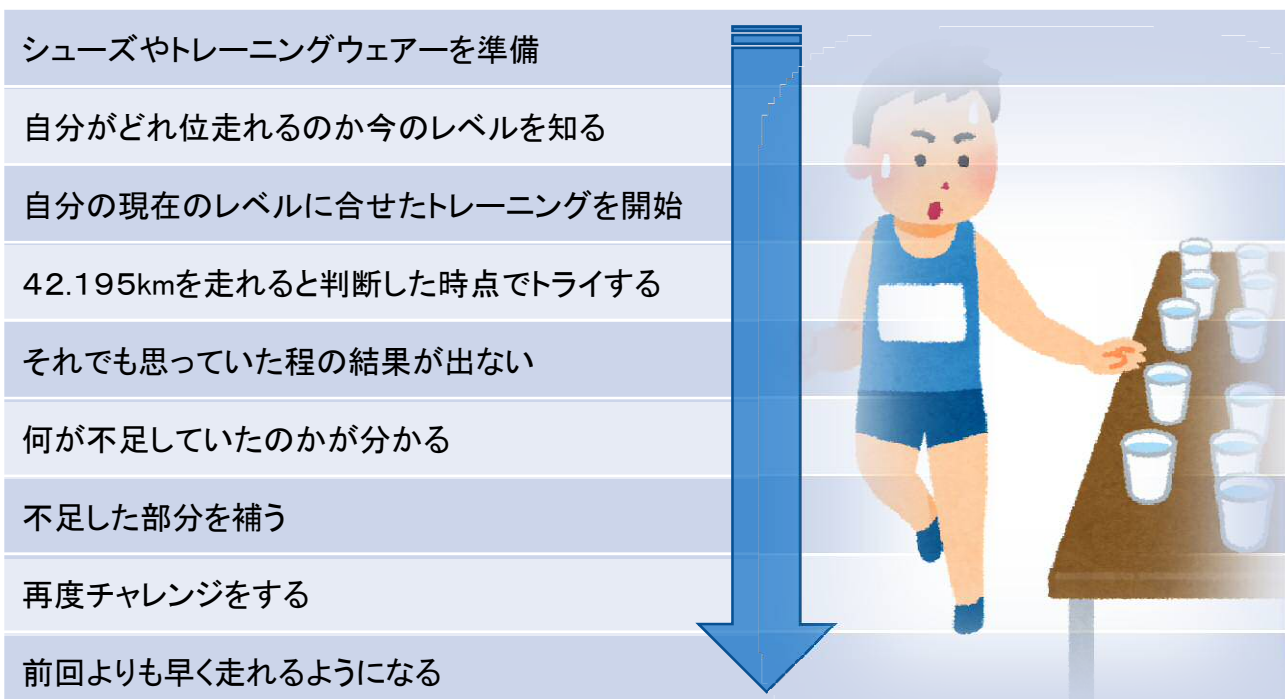 シューズやトレーニングウェアーを準備
自分がどれ位走れるのか今のレベルを知る
自分の現在のレベルに合せたトレーニングを開始
４２.１９５kmを走れると判断した時点でトライする
それでも思っていた程の結果が出ない
何が不足していたのかが分かる
不足した部分を補う
再度チャレンジをする
前回よりも早く走れるようになる